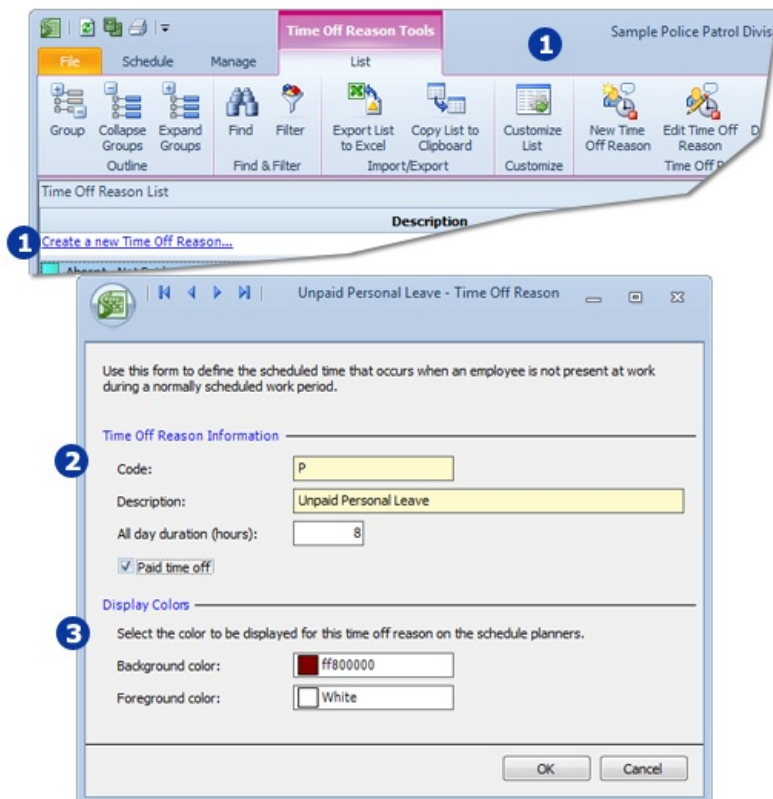 Time Off Reason Tools
1
Sample Police Patrol Divis
File
Schedule
Manage
List
Group
Collapse Groups
Expand Groups
Find
Filter
Export List to Excel
Copy List to Clipboard
Customize List
New Time Off Reason
Edit Time Off Reason
D
Outline
Find & Filter
Import/Export
Customize
Time Off R
Time Off Reason List
Description
1
Create a new Time Off Reason...
Unpaid Personal Leave - Time Off Reason
Use this form to define the scheduled time that occurs when an employee is not present at work
during a normally scheduled work period.
Time Off Reason Information
2
Code:
P
Description:
Unpaid Personal Leave
All day duration (hours):
8
Paid time off
Display Colors
3
Select the color to be displayed for this time off reason on the schedule planners.
Background color:
ff800000
Foreground color:
White
OK
Cancel